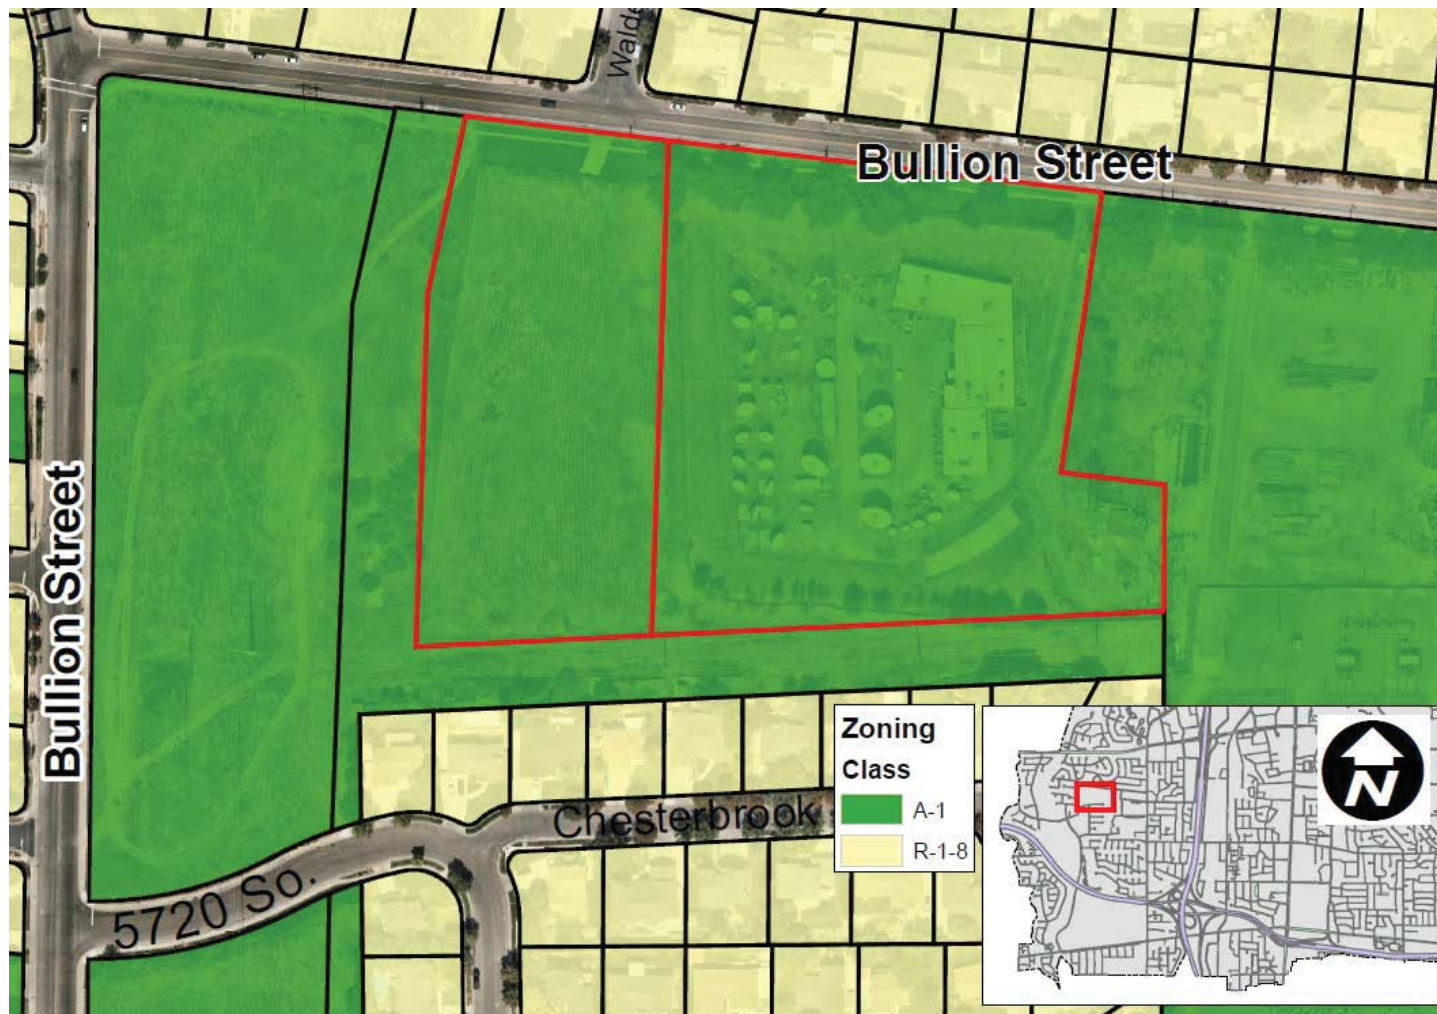 Walde
Bullion Street
Bullion Street
Zoning
Class
A-1
R-1-8
N
Chesterbrook
5720 So.